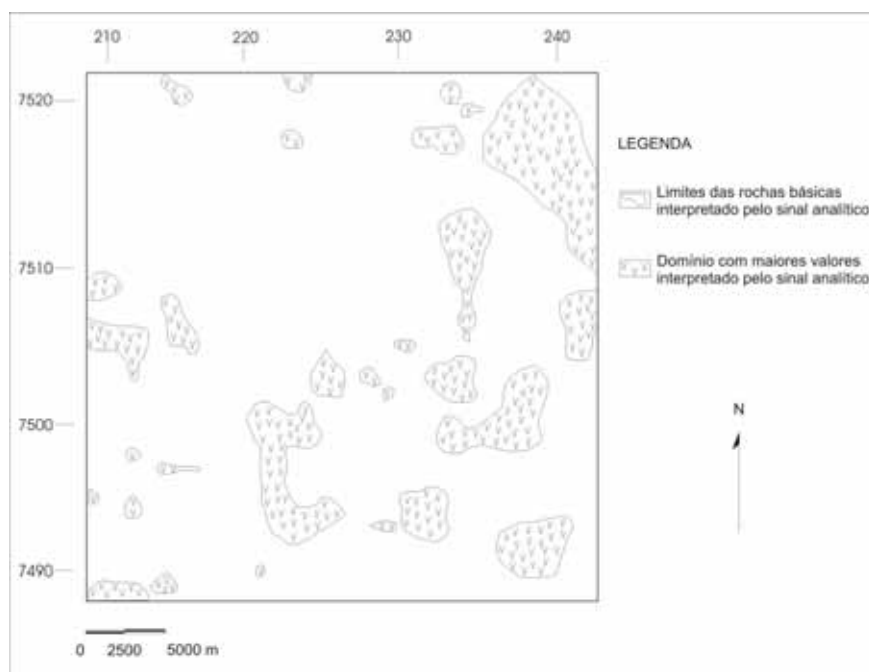 210 220 230 240
7520
LEGENDA
Limites das rochas básicas
interpretado pelo sinal analítico
7510
Domínio com maiores valores
interpretado pelo sinal analítico
N
7500
7490
0 2500 5000 m